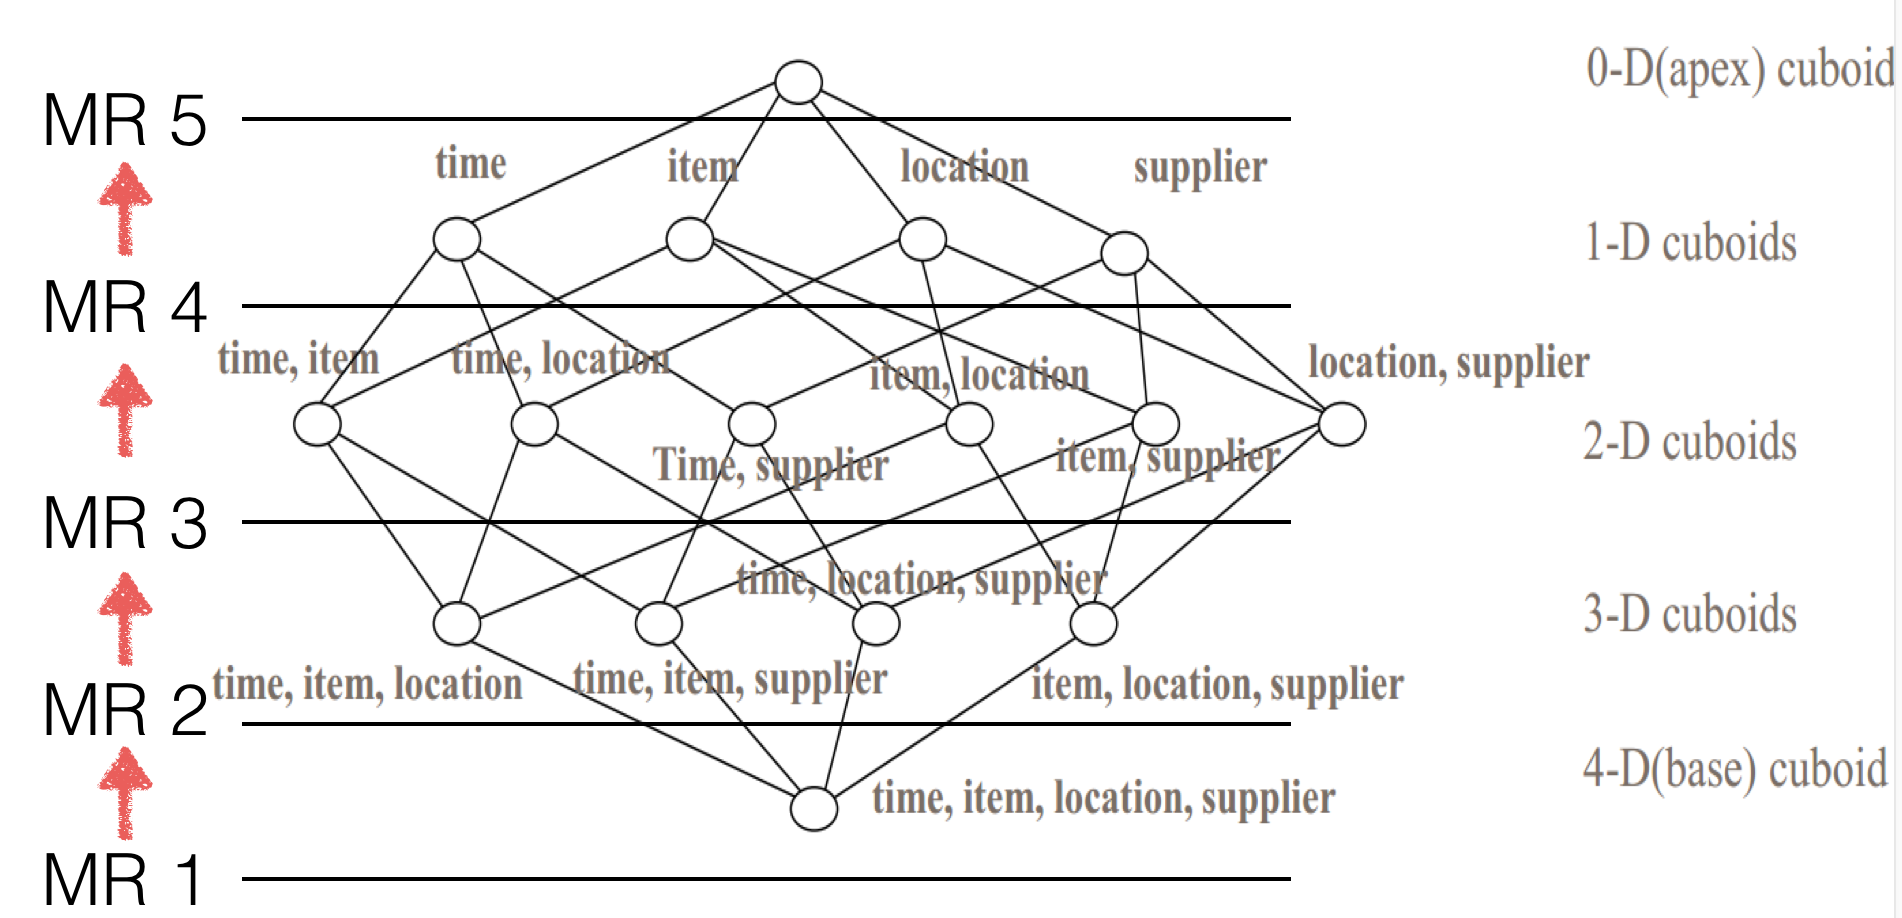 0-D(apex) cuboid
MR 5
time
item
location
supplier
1-D cuboids
MR 4
time, item
time, location
item, location
location, supplier
2-D cuboids
Time, supplier
item, supplier
MR 3
time, location, supplier
3-D cuboids
time, item, location
time, item, supplier
item, location, supplier
MR 2
4-D(base) cuboid
time, item, location, supplier
MR 1